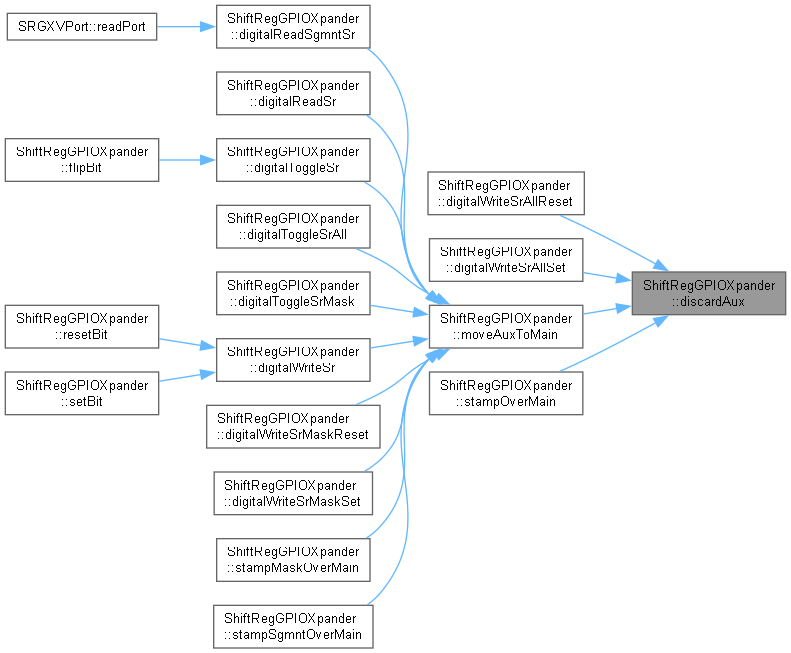 SRGXVPort::readPort
ShiftRegGPIOXpander
::digitalReadSgmntSr
ShiftRegGPIOXpander
::digitalReadSr
ShiftRegGPIOXpander
::flipBit
ShiftRegGPIOXpander
::digitalToggleSr
ShiftRegGPIOXpander
::digitalToggleSrAll
ShiftRegGPIOXpander
::digitalToggleSrMask
ShiftRegGPIOXpander
::resetBit
ShiftRegGPIOXpander
::setBit
ShiftRegGPIOXpander
::digitalWriteSr
ShiftRegGPIOXpander
::digitalWriteSrMaskReset
ShiftRegGPIOXpander
::digitalWriteSrMaskSet
ShiftRegGPIOXpander
::stampMaskOverMain
ShiftRegGPIOXpander
::stampSgmntOverMain
ShiftRegGPIOXpander
::digitalWriteSrAllReset
ShiftRegGPIOXpander
::digitalWriteSrAllSet
ShiftRegGPIOXpander
::moveAuxToMain
ShiftRegGPIOXpander
::stampOverMain
ShiftRegGPIOXpander
::discardAux